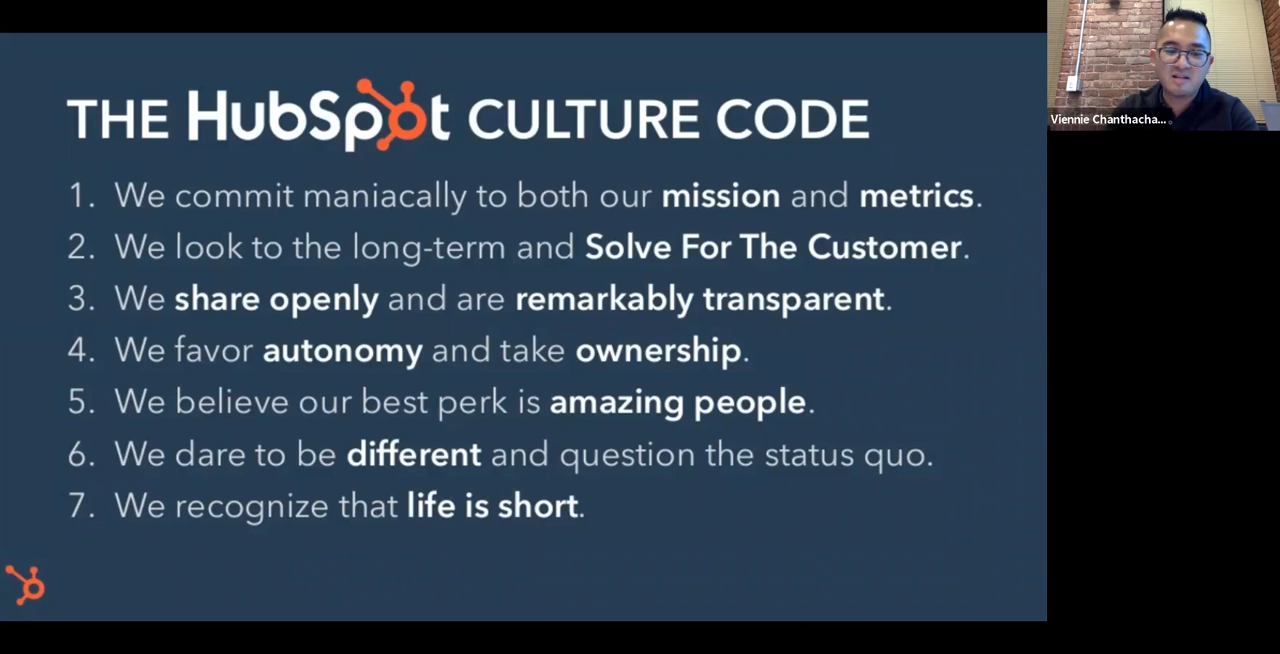 THE HubSpot CULTURE CODE
1. We commit maniacally to both our mission and metrics.
2. We look to the long-term and Solve For The Customer.
3. We share openly and are remarkably transparent.
4. We favor autonomy and take ownership.
5. We believe our best perk is amazing people.
6. We dare to be different and question the status quo.
7. We recognize that life is short.
Viennie Chanthacha...